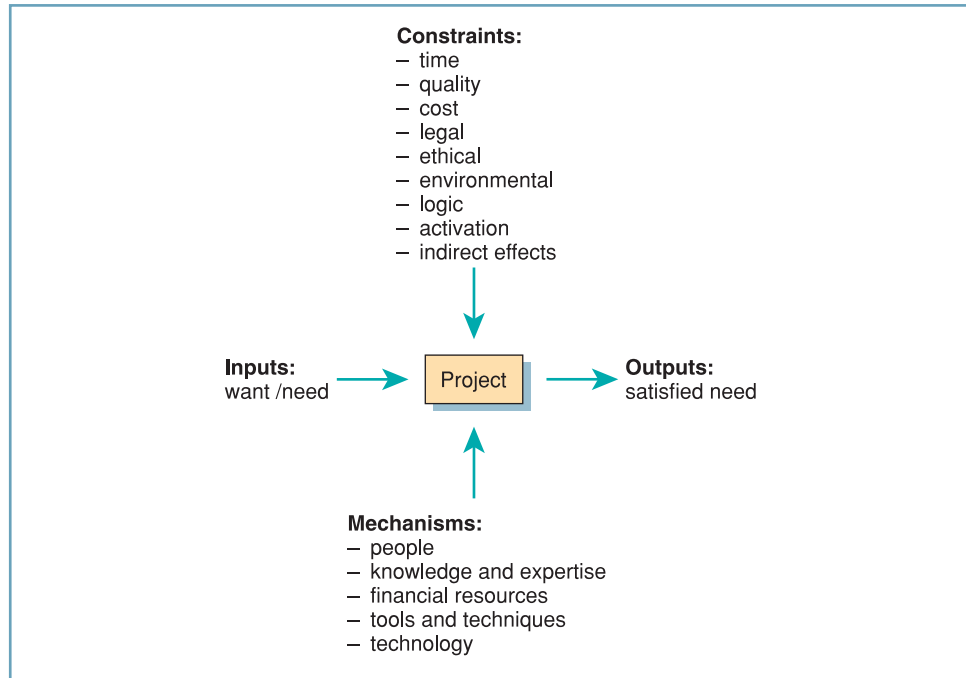 Constraints:
– time
– quality
– cost
– legal
– ethical
– environmental
– logic
– activation
– indirect effects
Inputs:
want /need
Project
Outputs:
satisfied need
Mechanisms:
– people
– knowledge and expertise
– financial resources
– tools and techniques
– technology